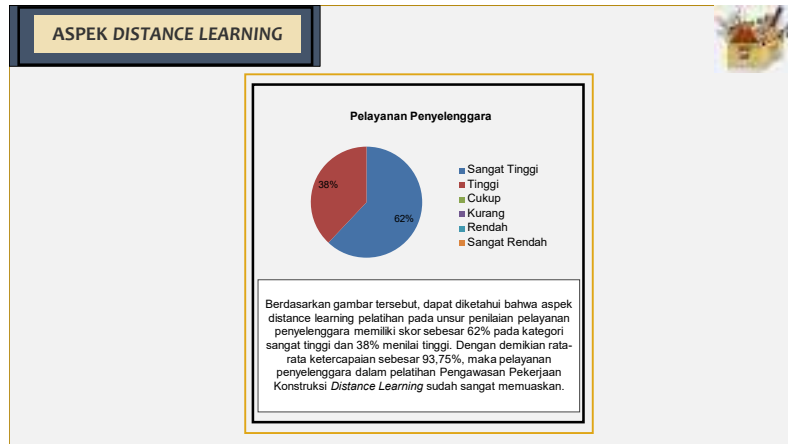 ASPEK DISTANCE LEARNING
Pelayanan Penyelenggara
38%
62%
Sangat Tinggi
Tinggi
Cukup
Kurang
Rendah
Sangat Rendah
Berdasarkan gambar tersebut, dapat diketahui bahwa aspek
distance learning pelatihan pada unsur penilaian pelayanan
penyelenggara memiliki skor sebesar 62% pada kategori
sangat tinggi dan 38% menilai tinggi. Dengan demikian rata-
rata ketercapaian sebesar 93,75%, maka pelayanan
penyelenggara dalam pelatihan Pengawasan Pekerjaan
Konstruksi Distance Learning sudah sangat memuaskan.